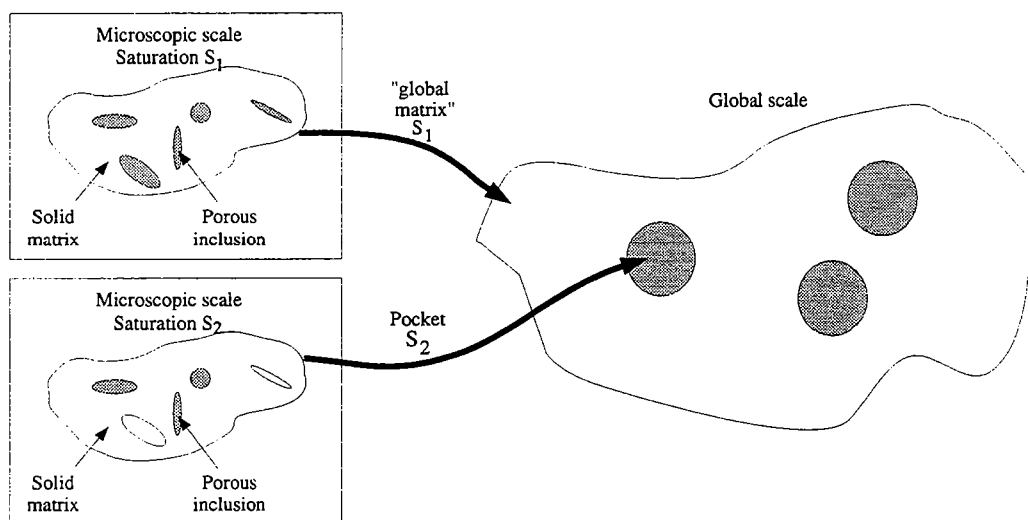 Microscopic scale
Saturation S1
Solid
matrix
Porous
inclusion
"global
matrix"
S1
Global scale
Microscopic scale
Saturation S2
Solid
matrix
Porous
inclusion
Pocket
S2